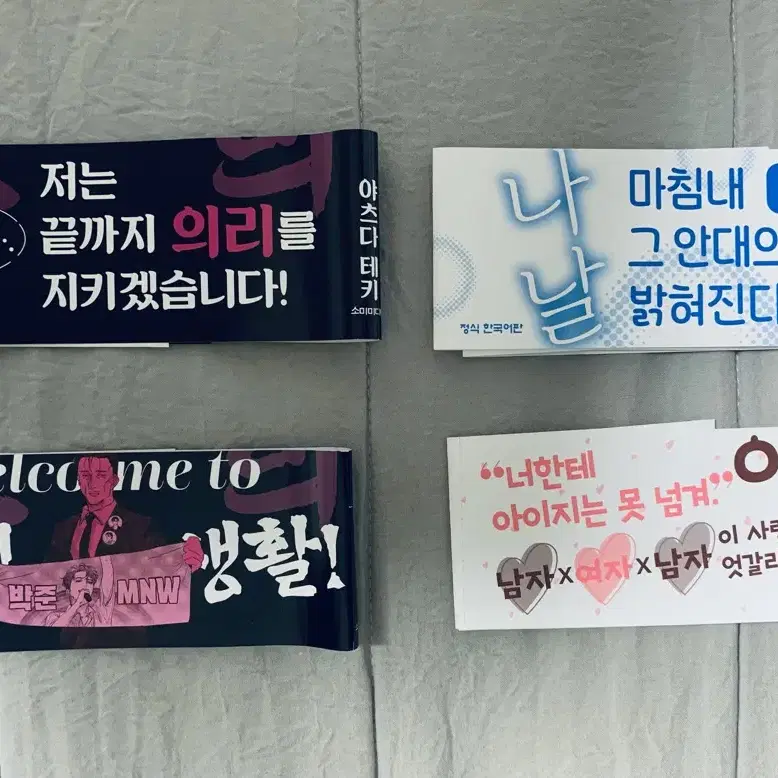 저는
끝까지 의리를
지키겠습니다!
야츠다 테키
소미미디
나
날
정식 한국어판
마침내
그 안대의
밝혀진다
elcome to
생활!
박준 MNW
“너한테
아이지는 못 넘겨.”
남자x여자x남자
이 사
엇갈리